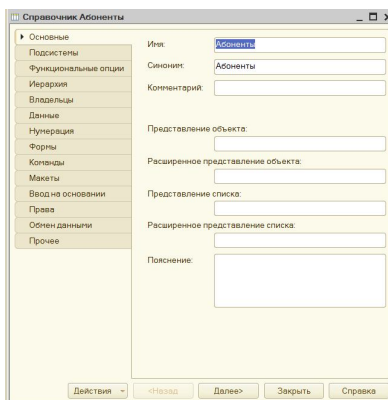 Справочник Абоненты
Основные
Подсистемы
Функциональные опции
Иерархия
Владельцы
Данные
Нумерация
Формы
Команды
Макеты
Ввод на основании
Права
Обмен данными
Прочее
Имя: Абоненты
Синоним: Абоненты
Комментарий:
Представление объекта:
Расширенное представление объекта:
Представление списка:
Расширенное представление списка:
Пояснение:
Действия <Назад Далее> Закрыть Справка